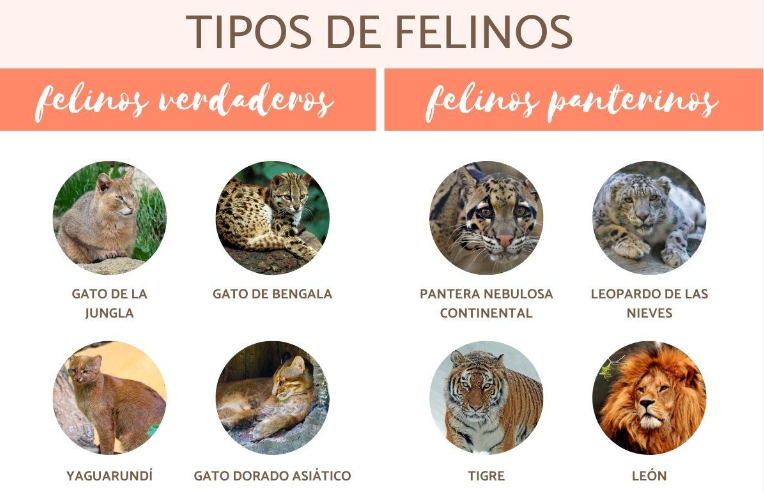 TIPOS DE FELINOS
felinos verdaderos
felinos panterinos
GATO DE LA
JUNGLA
GATO DE BENGALA
PANTERA NEBULOSA
CONTINENTAL
LEOPARDO DE LAS
NIEVES
YAGUARUNDÍ
GATO DORADO ASIÁTICO
TIGRE
LEÓN